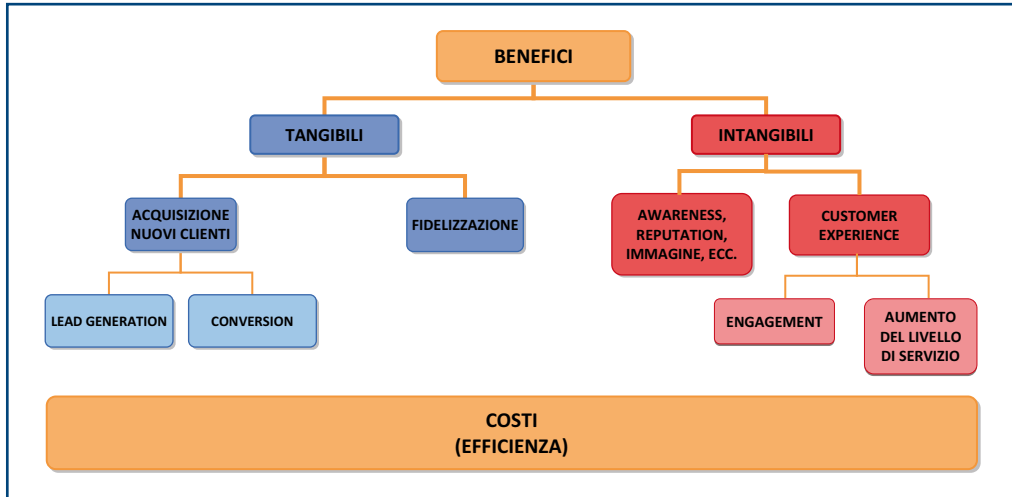 BENEFICI
TANGIBILI
INTANGIBILI
ACQUISIZIONE
NUOVI CLIENTI
FIDELIZZAZIONE
AWARENESS,
REPUTATION,
IMMAGINE, ECC.
CUSTOMER
EXPERIENCE
LEAD GENERATION
CONVERSION
ENGAGEMENT
AUMENTO
DEL LIVELLO
DI SERVIZIO
COSTI
(EFFICIENZA)